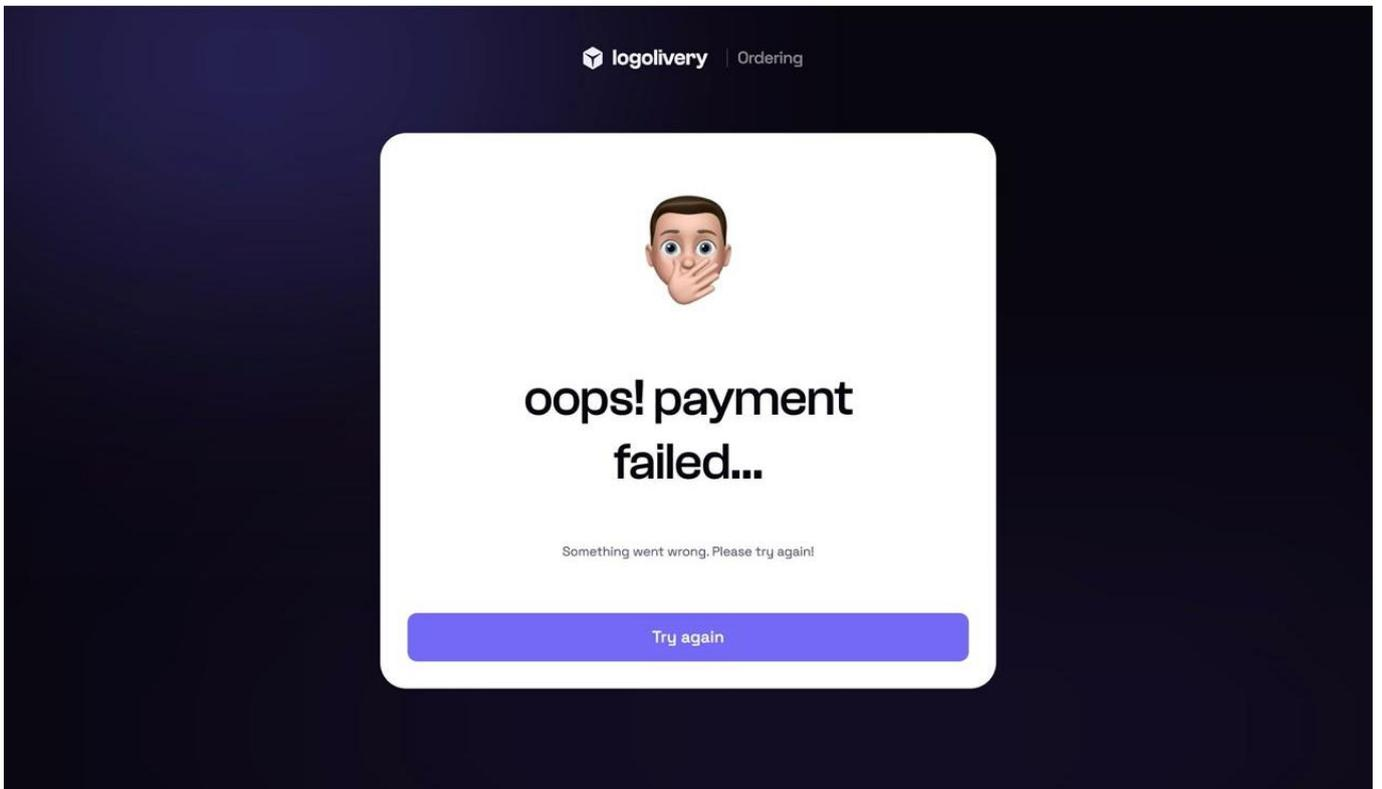 logolivery
Ordering
oops! payment
failed...
Something went wrong. Please try again!
Try again